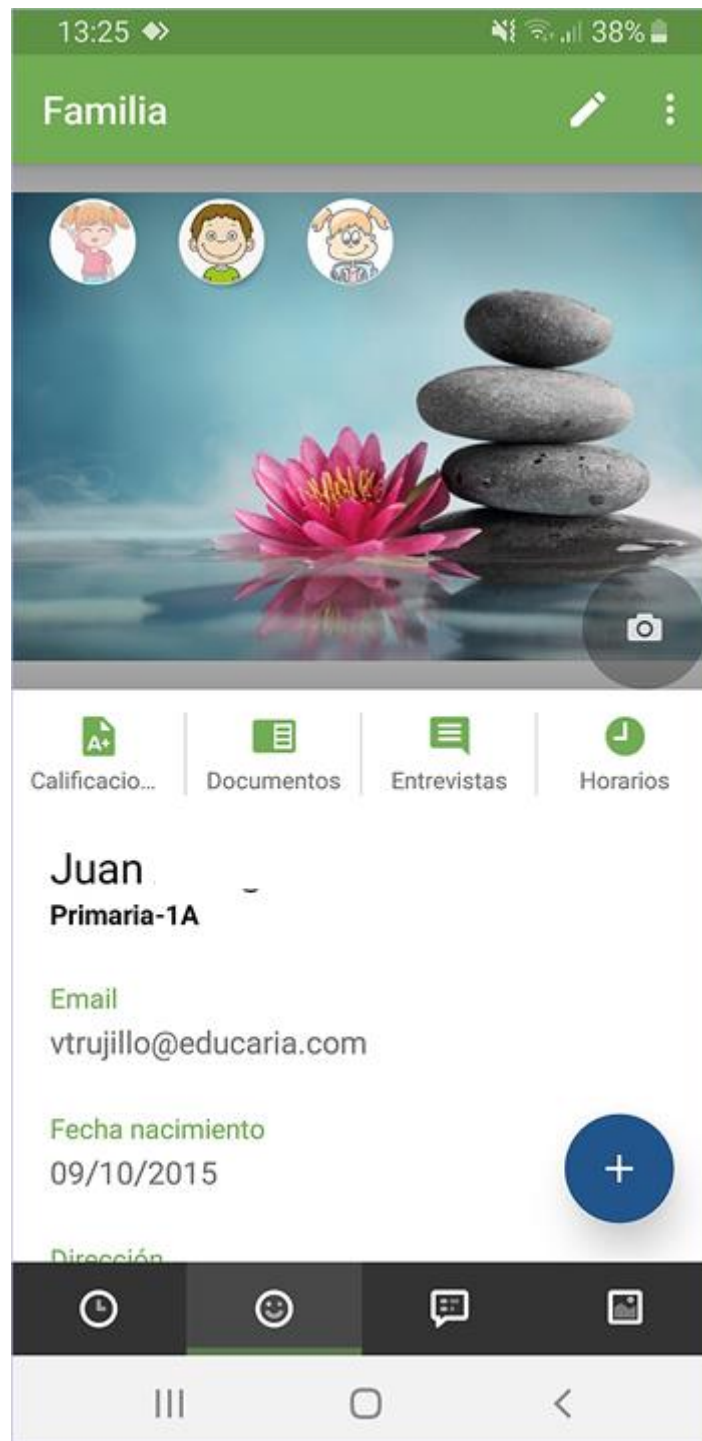 13:25 38%
Familia
A+
Calificacio... Documentos Entrevistas Horarios
Juan
Primaria-1A
Email
vtrujillo@educaria.com
Fecha nacimiento
09/10/2015
Dirección